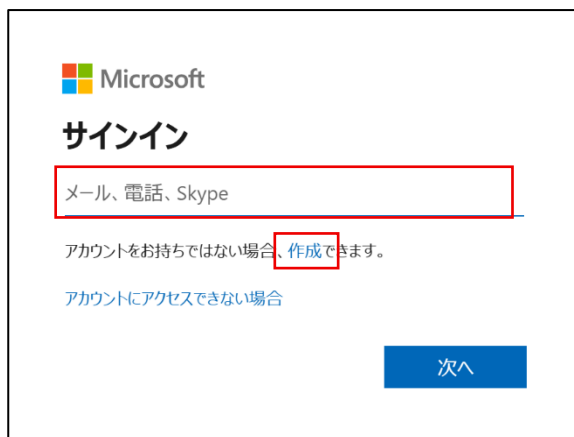 Microsoft
サインイン
メール、電話、Skype
アカウントをお持ちではない場合、作成できます。
アカウントにアクセスできない場合
次へ